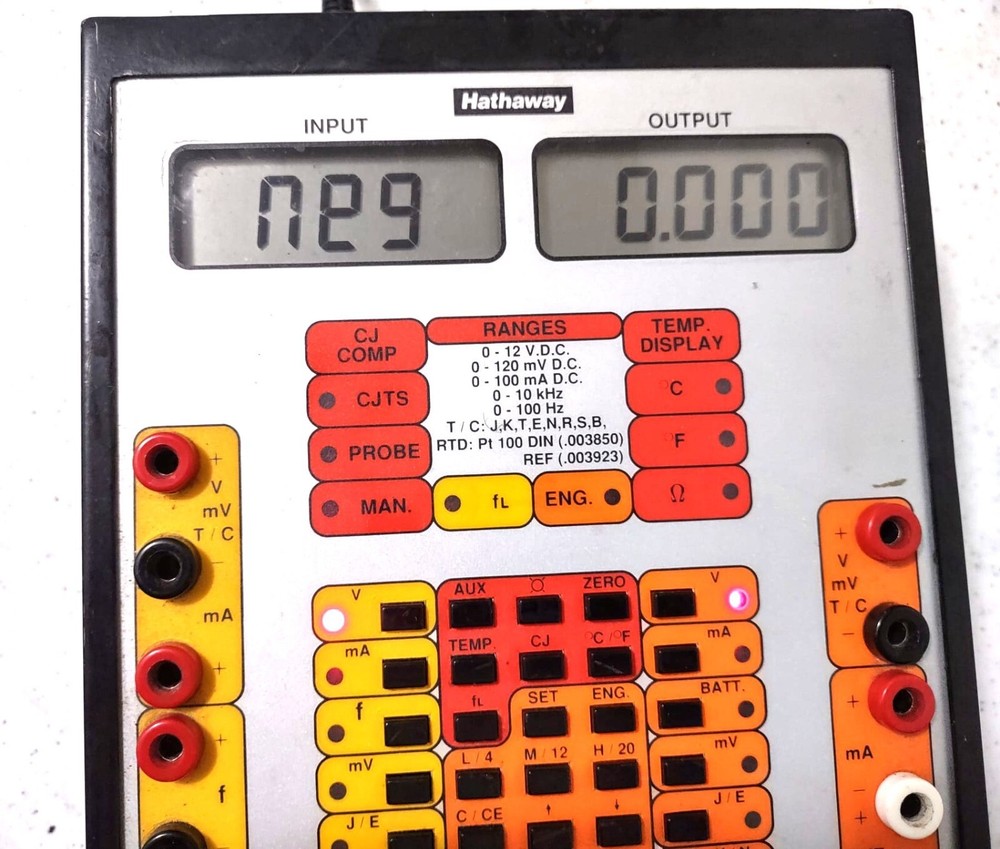 Hathaway
INPUT
OUTPUT
neg
0.000
CJ
COMP
CJTS
PROBE
MAN.
RANGES
0 - 12 V.D.C.
0 - 120 mV D.C.
0 - 100 mA D.C.
0 - 10 kHz
0 - 100 Hz
T / C: J,K,T,E,N,R,S,B,
RTD: Pt 100 DIN (.003850)
REF (.003923)
fL
ENG.
TEMP.
DISPLAY
°C
°F
Ω
+
V
mV
T / C
−
mA
+
+
f
V
mA
f
mV
J / E
AUX
ZERO
TEMP.
CJ
°C / °F
fL
SET
ENG.
L / 4
M / 12
H / 20
C / CE
↑
↓
V
mA
BATT.
mV
J / E
+
V
mV
T / C
−
+
mA
−
+